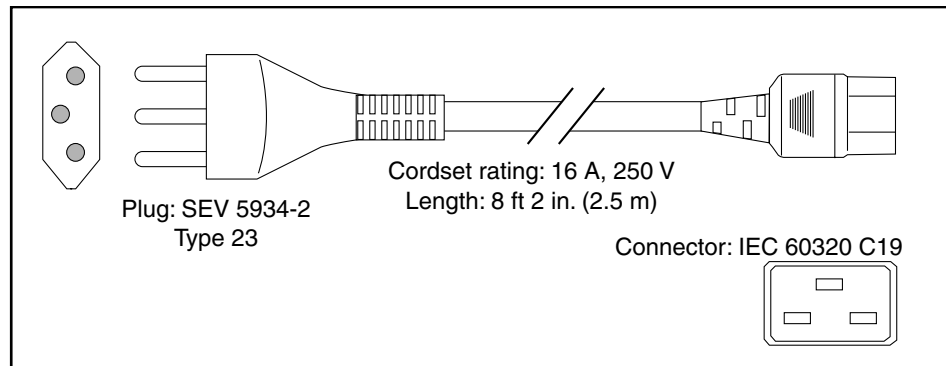 Cordset rating: 16 A, 250 V
Length: 8 ft 2 in. (2.5 m)
Plug: SEV 5934-2
Type 23
Connector: IEC 60320 C19